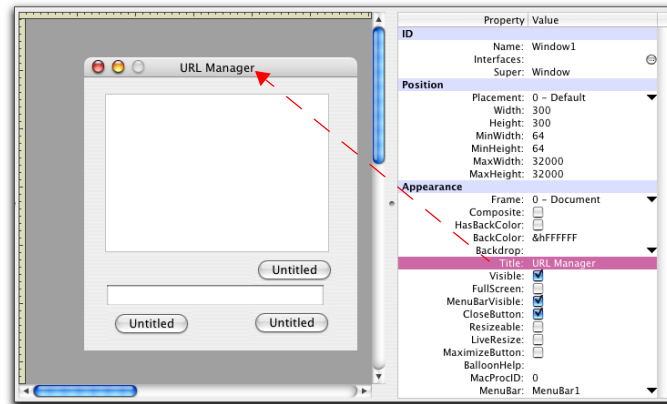 URL Manager
Untitled
Untitled
Untitled
Property Value
ID
Name: Window1
Interfaces:
Super: Window
Position
Placement: 0 – Default
Width: 300
Height: 300
MinWidth: 64
MinHeight: 64
MaxWidth: 32000
MaxHeight: 32000
Appearance
Frame: 0 – Document
Composite:
HasBackColor:
BackColor: &hFFFFFF
Backdrop:
Title: URL Manager
Visible:
FullScreen:
MenuBarVisible:
CloseButton:
Resizeable:
LiveResize:
MaximizeButton:
BalloonHelp:
MacProcID: 0
MenuBar: MenuBar1